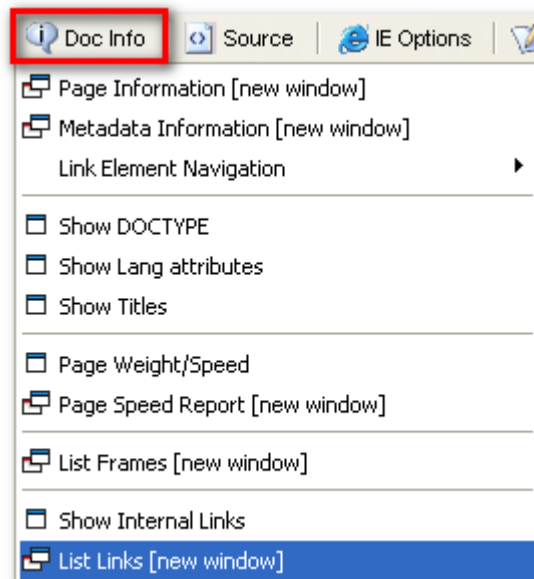 Doc Info Source IE Options
Page Information [new window]
Metadata Information [new window]
Link Element Navigation
Show DOCTYPE
Show Lang attributes
Show Titles
Page Weight/Speed
Page Speed Report [new window]
List Frames [new window]
Show Internal Links
List Links [new window]